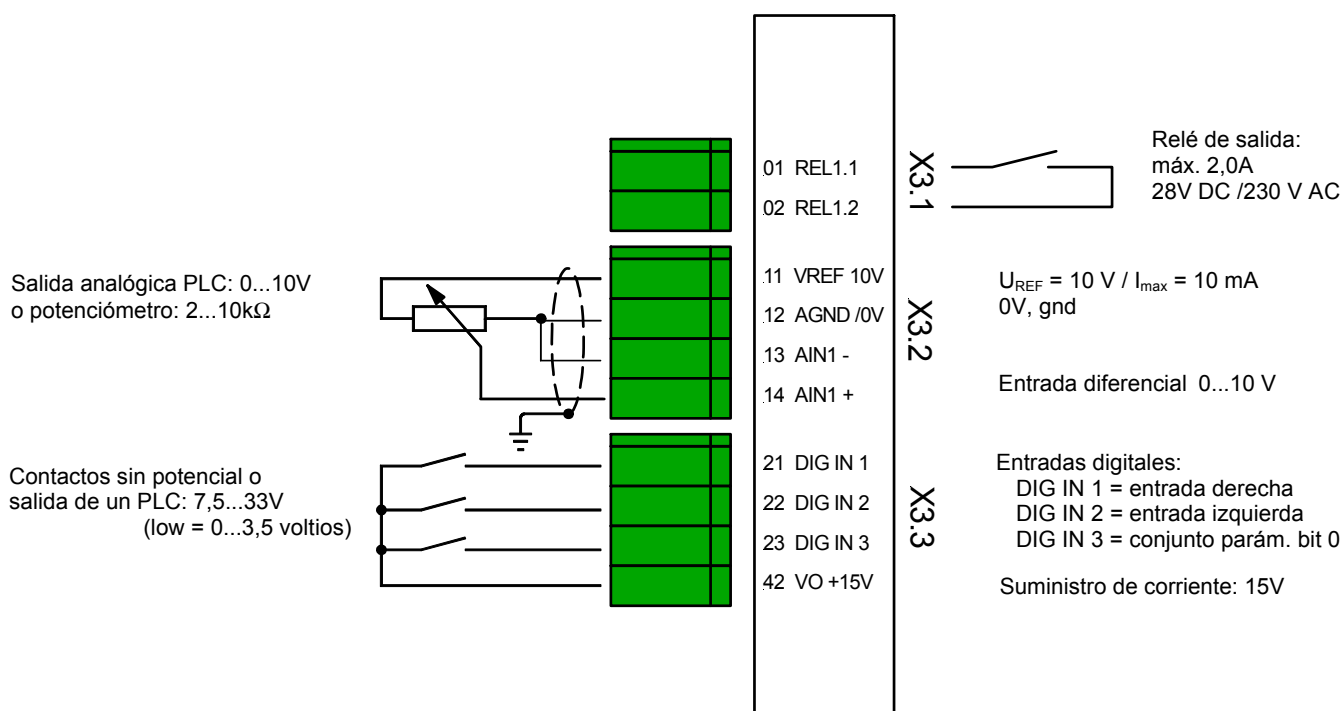 01 REL1.1
02 REL1.2
X3.1
Relé de salida:
máx. 2,0A
28V DC /230 V AC
Salida analógica PLC: 0...10V
o potenciómetro: 2...10kΩ
11 VREF 10V
12 AGND /0V
13 AIN1 -
14 AIN1 +
X3.2
U_REF = 10 V / I_max = 10 mA
0V, gnd
Entrada diferencial 0...10 V
Contactos sin potencial o
salida de un PLC: 7,5...33V
(low = 0...3,5 voltios)
21 DIG IN 1
22 DIG IN 2
23 DIG IN 3
42 VO +15V
X3.3
Entradas digitales:
DIG IN 1 = entrada derecha
DIG IN 2 = entrada izquierda
DIG IN 3 = conjunto parám. bit 0
Suministro de corriente: 15V